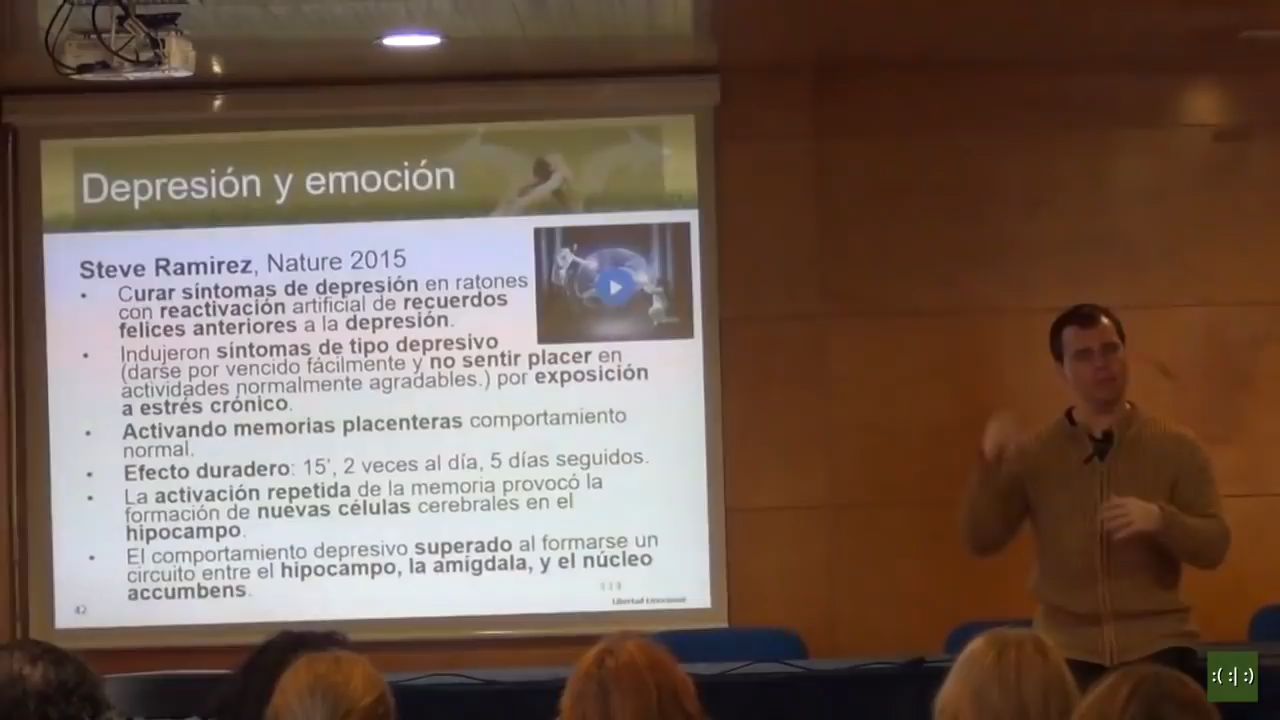 Depresión y emoción
Steve Ramirez, Nature 2015
• Curar síntomas de depresión en ratones
con reactivación artificial de recuerdos
felices anteriores a la depresión.
• Indujeron síntomas de tipo depresivo
(darse por vencido fácilmente y no sentir placer en
actividades normalmente agradables.) por exposición
a estrés crónico.
• Activando memorias placenteras comportamiento
normal.
• Efecto duradero: 15', 2 veces al día, 5 días seguidos.
• La activación repetida de la memoria provocó la
formación de nuevas células cerebrales en el
hipocampo.
• El comportamiento depresivo superado al formarse un
circuito entre el hipocampo, la amigdala, y el núcleo
accumbens.
42
Libertad Emocional
:( :| :)